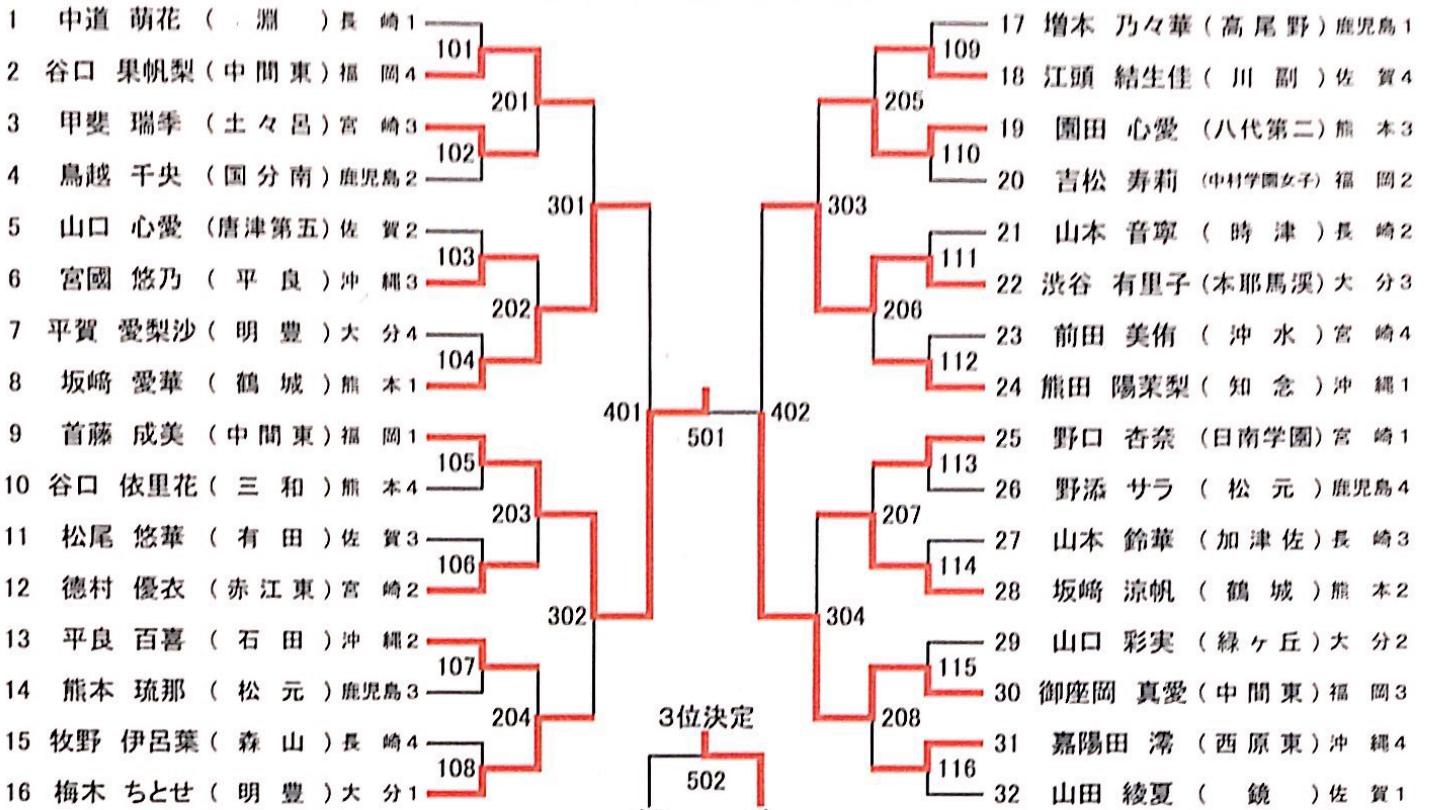 1 中道 萌花 ( 淵 ) 長 崎 1
2 谷口 果帆梨 ( 中 間 東 ) 福 岡 4
3 甲斐 瑞季 ( 土 々 呂 ) 宮 崎 3
4 鳥越 千央 ( 国 分 南 ) 鹿児島 2
5 山口 心愛 (唐津第五) 佐 賀 2
6 宮國 悠乃 ( 平 良 ) 沖 縄 3
7 平賀 愛梨沙 ( 明 豊 ) 大 分 4
8 坂﨑 愛華 ( 鶴 城 ) 熊 本 1
9 首藤 成美 ( 中 間 東 ) 福 岡 1
10 谷口 依里花 ( 三 和 ) 熊 本 4
11 松尾 悠華 ( 有 田 ) 佐 賀 3
12 德村 優衣 ( 赤 江 東 ) 宮 崎 2
13 平良 百喜 ( 石 田 ) 沖 縄 2
14 熊本 琉那 ( 松 元 ) 鹿児島 3
15 牧野 伊呂葉 ( 森 山 ) 長 崎 4
16 梅木 ちとせ ( 明 豊 ) 大 分 1
101
102
103
104
105
106
107
108
201
202
203
204
301
302
401
501
3位決定
502
402
303
304
205
206
207
208
109
110
111
112
113
114
115
116
17 増本 乃々華 ( 高 尾 野 ) 鹿児島 1
18 江頭 結生佳 ( 川 副 ) 佐 賀 4
19 園田 心愛 (八代第二) 熊 本 3
20 吉松 寿莉 (中村学園女子) 福 岡 2
21 山本 音寧 ( 時 津 ) 長 崎 2
22 渋谷 有里子 (本耶馬渓) 大 分 3
23 前田 美侑 ( 沖 水 ) 宮 崎 4
24 熊田 陽茉梨 ( 知 念 ) 沖 縄 1
25 野口 杏奈 (日南学園) 宮 崎 1
26 野添 サラ ( 松 元 ) 鹿児島 4
27 山本 鈴華 ( 加 津 佐 ) 長 崎 3
28 坂﨑 涼帆 ( 鶴 城 ) 熊 本 2
29 山口 彩実 ( 緑 ヶ 丘 ) 大 分 2
30 御座岡 真愛 ( 中 間 東 ) 福 岡 3
31 嘉陽田 澪 ( 西 原 東 ) 沖 縄 4
32 山田 綾夏 ( 鏡 ) 佐 賀 1